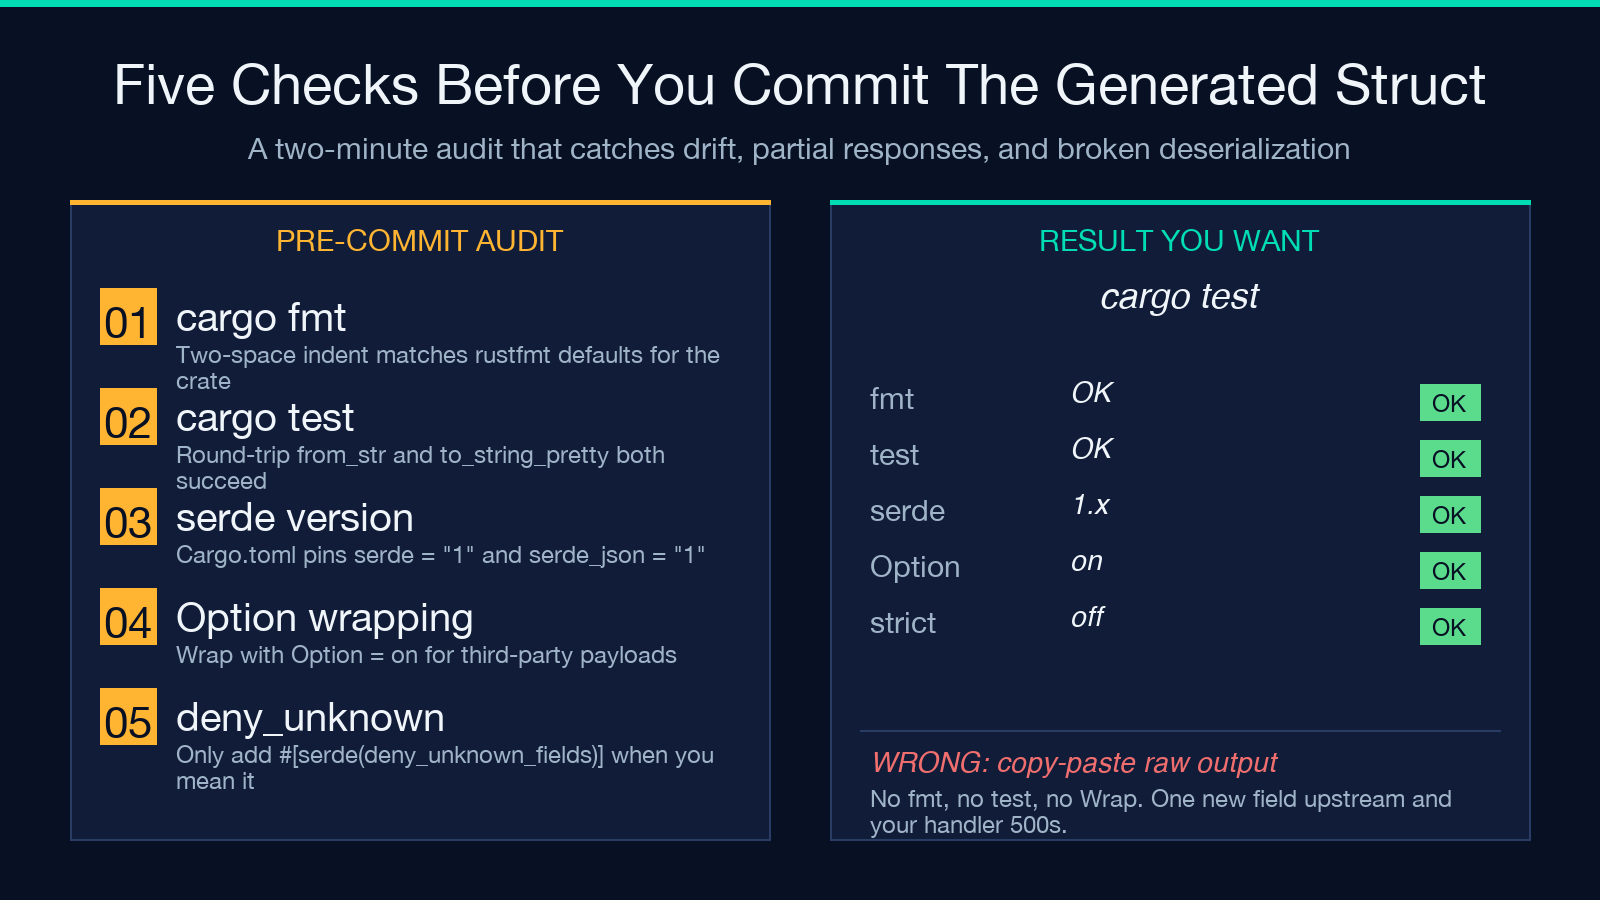 Five Checks Before You Commit The Generated Struct
A two-minute audit that catches drift, partial responses, and broken deserialization
PRE-COMMIT AUDIT
01
cargo fmt
Two-space indent matches rustfmt defaults for the
crate
02
cargo test
Round-trip from_str and to_string_pretty both
succeed
03
serde version
Cargo.toml pins serde = "1" and serde_json = "1"
04
Option wrapping
Wrap with Option = on for third-party payloads
05
deny_unknown
Only add #[serde(deny_unknown_fields)] when you
mean it
RESULT YOU WANT
cargo test
fmt OK OK
test OK OK
serde 1.x OK
Option on OK
strict off OK
WRONG: copy-paste raw output
No fmt, no test, no Wrap. One new field upstream and
your handler 500s.